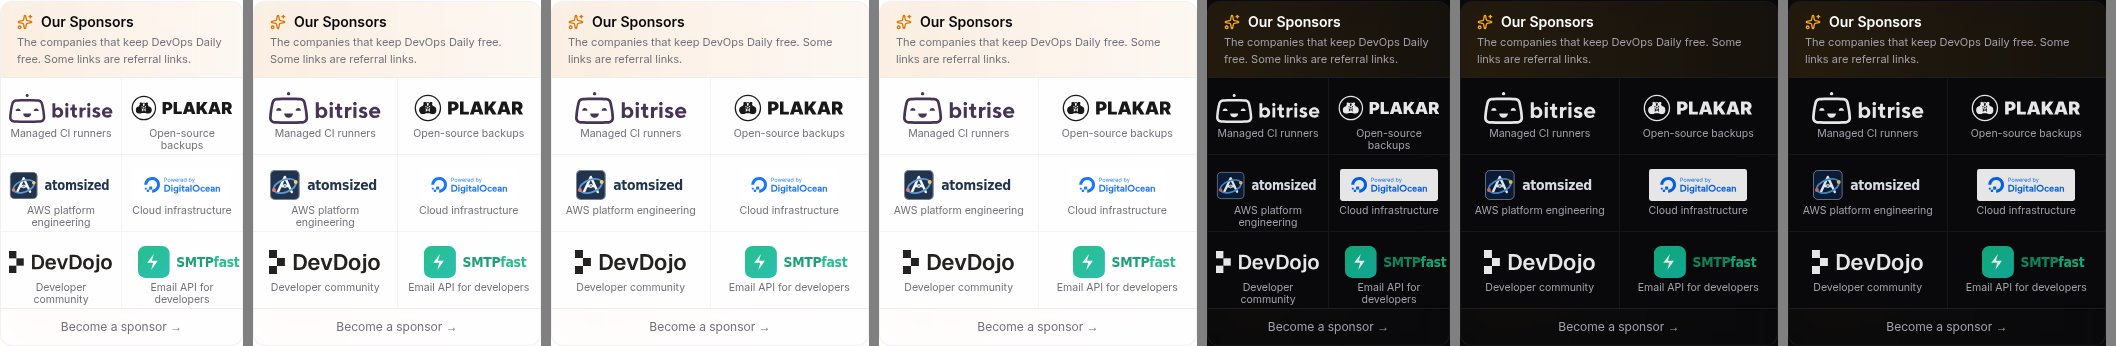 Our Sponsors
The companies that keep DevOps Daily
free. Some links are referral links.
bitrise
PLAKAR
Managed CI runners
Open-source
backups
atomsized
Powered by
DigitalOcean
AWS platform
engineering
Cloud infrastructure
DevDojo
SMTPfast
Developer
community
Email API for
developers
Become a sponsor →
Our Sponsors
The companies that keep DevOps Daily free.
Some links are referral links.
bitrise
PLAKAR
Managed CI runners
Open-source backups
atomsized
Powered by
DigitalOcean
AWS platform
engineering
Cloud infrastructure
DevDojo
SMTPfast
Developer community
Email API for developers
Become a sponsor →
Our Sponsors
The companies that keep DevOps Daily free. Some
links are referral links.
bitrise
PLAKAR
Managed CI runners
Open-source backups
atomsized
Powered by
DigitalOcean
AWS platform engineering
Cloud infrastructure
DevDojo
SMTPfast
Developer community
Email API for developers
Become a sponsor →
Our Sponsors
The companies that keep DevOps Daily free. Some
links are referral links.
bitrise
PLAKAR
Managed CI runners
Open-source backups
atomsized
Powered by
DigitalOcean
AWS platform engineering
Cloud infrastructure
DevDojo
SMTPfast
Developer community
Email API for developers
Become a sponsor →
Our Sponsors
The companies that keep DevOps Daily
free. Some links are referral links.
bitrise
PLAKAR
Managed CI runners
Open-source
backups
atomsized
Powered by
DigitalOcean
AWS platform
engineering
Cloud infrastructure
DevDojo
SMTPfast
Developer
community
Email API for
developers
Become a sponsor →
Our Sponsors
The companies that keep DevOps Daily free. Some
links are referral links.
bitrise
PLAKAR
Managed CI runners
Open-source backups
atomsized
Powered by
DigitalOcean
AWS platform engineering
Cloud infrastructure
DevDojo
SMTPfast
Developer community
Email API for developers
Become a sponsor →
Our Sponsors
The companies that keep DevOps Daily free. Some
links are referral links.
bitrise
PLAKAR
Managed CI runners
Open-source backups
atomsized
Powered by
DigitalOcean
AWS platform engineering
Cloud infrastructure
DevDojo
SMTPfast
Developer community
Email API for developers
Become a sponsor →